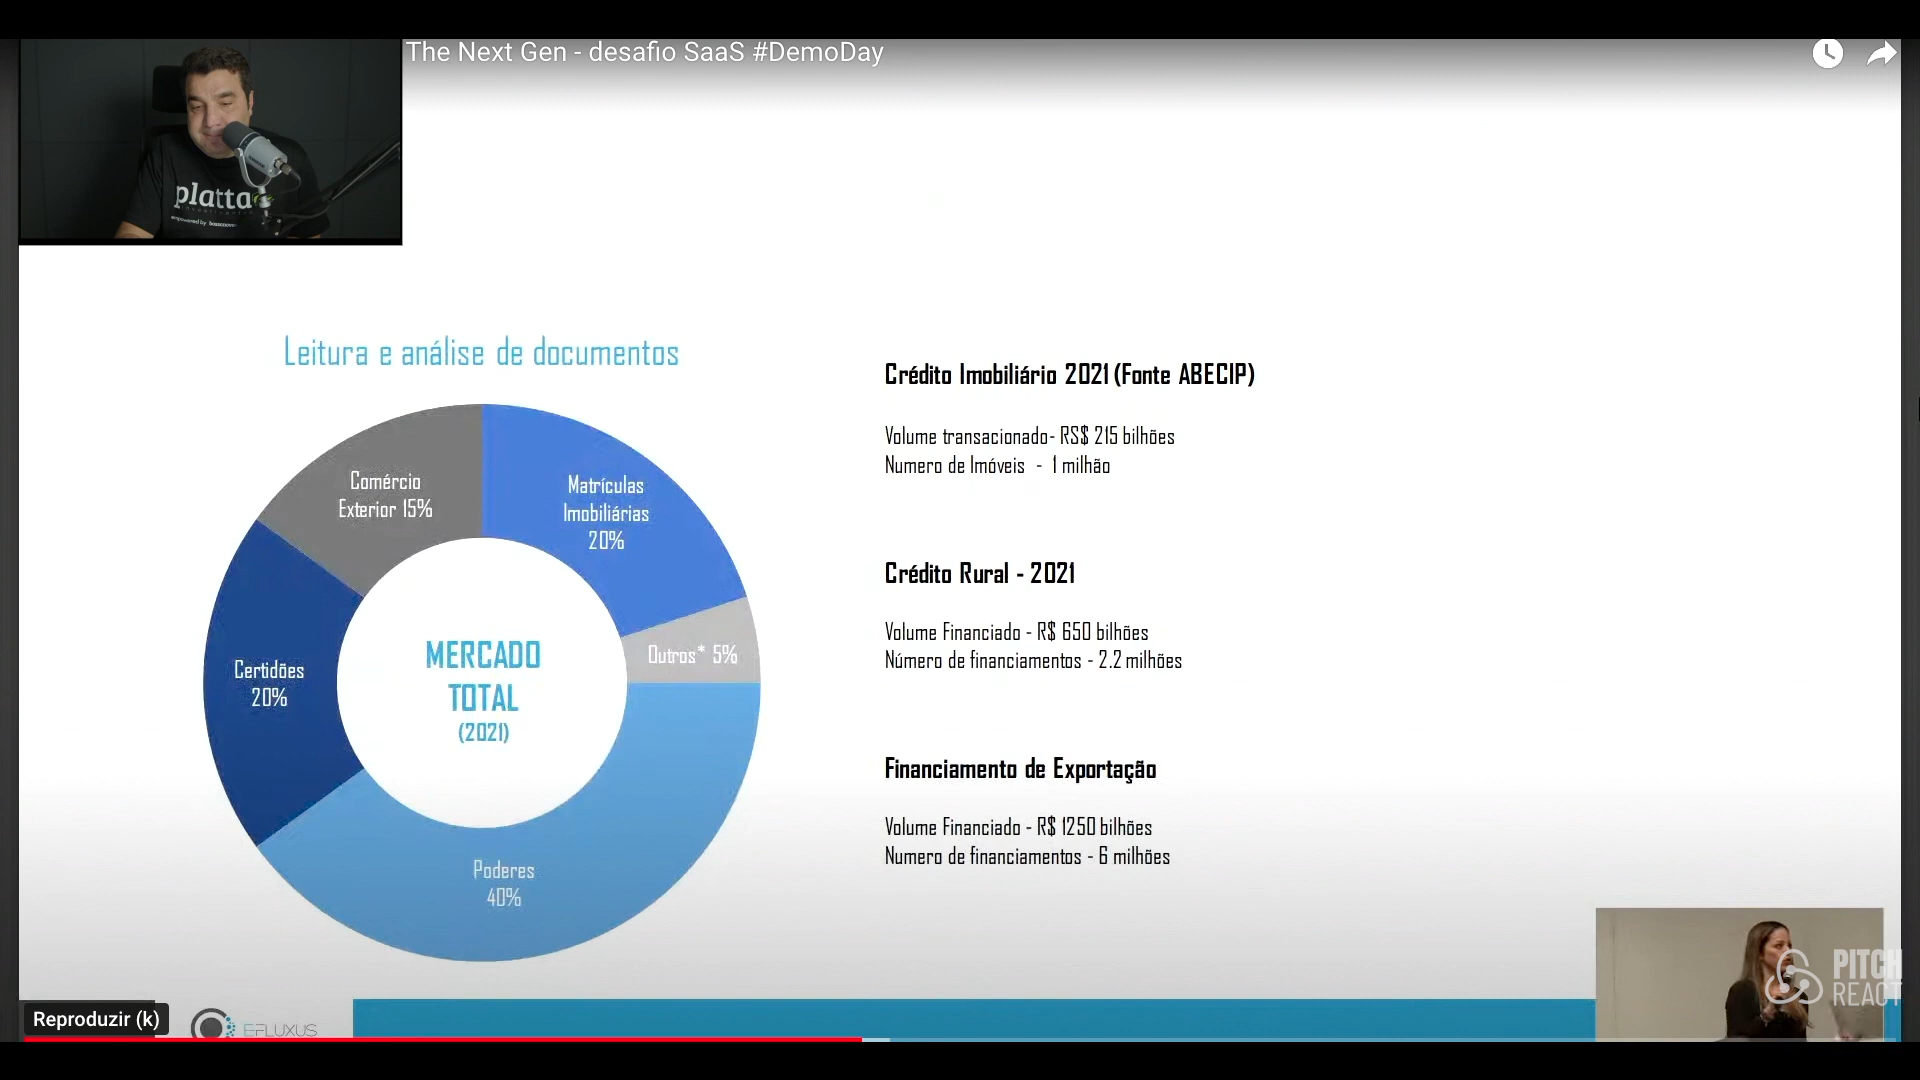 The Next Gen - desafio SaaS #DemoDay
platta
Leitura e análise de documentos
Comércio
Exterior 15%
Matrículas
Imobiliárias
20%
Outros* 5%
Certidões
20%
Poderes
40%
MERCADO
TOTAL
(2021)
Crédito Imobiliário 2021 (Fonte ABECIP)
Volume transacionado- RS$ 215 bilhões
Numero de Imóveis - 1 milhão
Crédito Rural - 2021
Volume Financiado - R$ 650 bilhões
Número de financiamentos - 2.2 milhões
Financiamento de Exportação
Volume Financiado - R$ 1250 bilhões
Numero de financiamentos - 6 milhões
PITCH
REACT
Reproduzir (k)
EFLUXUS